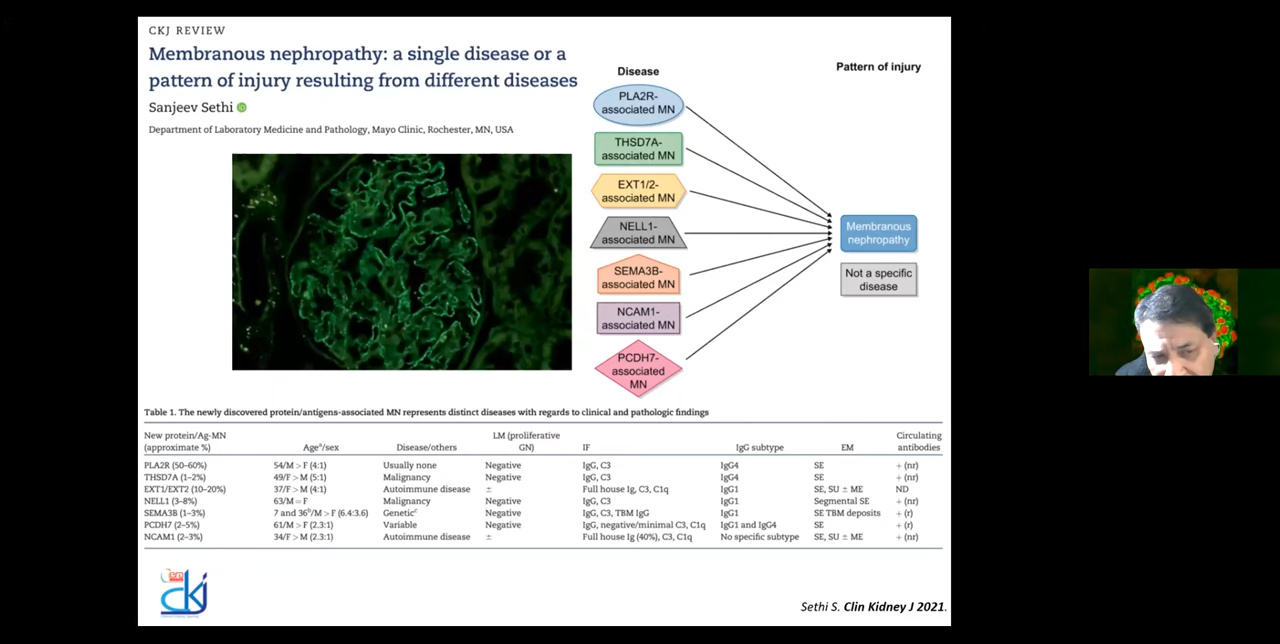 CKJ REVIEW
Membranous nephropathy: a single disease or a
pattern of injury resulting from different diseases
Sanjeev Sethi
Department of Laboratory Medicine and Pathology, Mayo Clinic, Rochester, MN, USA
Disease
Pattern of injury
PLA2R-
associated MN
THSD7A-
associated MN
EXT1/2-
associated MN
NELL1-
associated MN
SEMA3B-
associated MN
NCAM1-
associated MN
PCDH7-
associated
MN
Membranous
nephropathy
Not a specific
disease
Table 1. The newly discovered protein/antigens-associated MN represents distinct diseases with regards to clinical and pathologic findings
New protein/Ag-MN (approximate %) Age^a/sex Disease/others LM (proliferative GN) IF IgG subtype EM Circulating antibodies
PLA2R (50–60%) 54/M > F (4:1) Usually none Negative IgG, C3 IgG4 SE + (nr)
THSD7A (1–2%) 49/F > M (5:1) Malignancy Negative IgG, C3 IgG4 SE + (nr)
EXT1/EXT2 (10–20%) 37/F > M (4:1) Autoimmune disease ± Full house Ig, C3, C1q IgG1 SE, SU ± ME ND
NELL1 (3–8%) 63/M = F Malignancy Negative IgG, C3 IgG1 Segmental SE + (nr)
SEMA3B (1–3%) 7 and 36^b/M > F (6.4:3.6) Genetic^c Negative IgG, C3, TBM IgG IgG1 SE TBM deposits + (r)
PCDH7 (2–5%) 61/M > F (2.3:1) Variable Negative IgG, negative/minimal C3, C1q IgG1 and IgG4 SE + (r)
NCAM1 (2–3%) 34/F > M (2.3:1) Autoimmune disease ± Full house Ig (40%), C3, C1q No specific subtype SE, SU ± ME + (nr)
ckj
Sethi S. Clin Kidney J 2021.